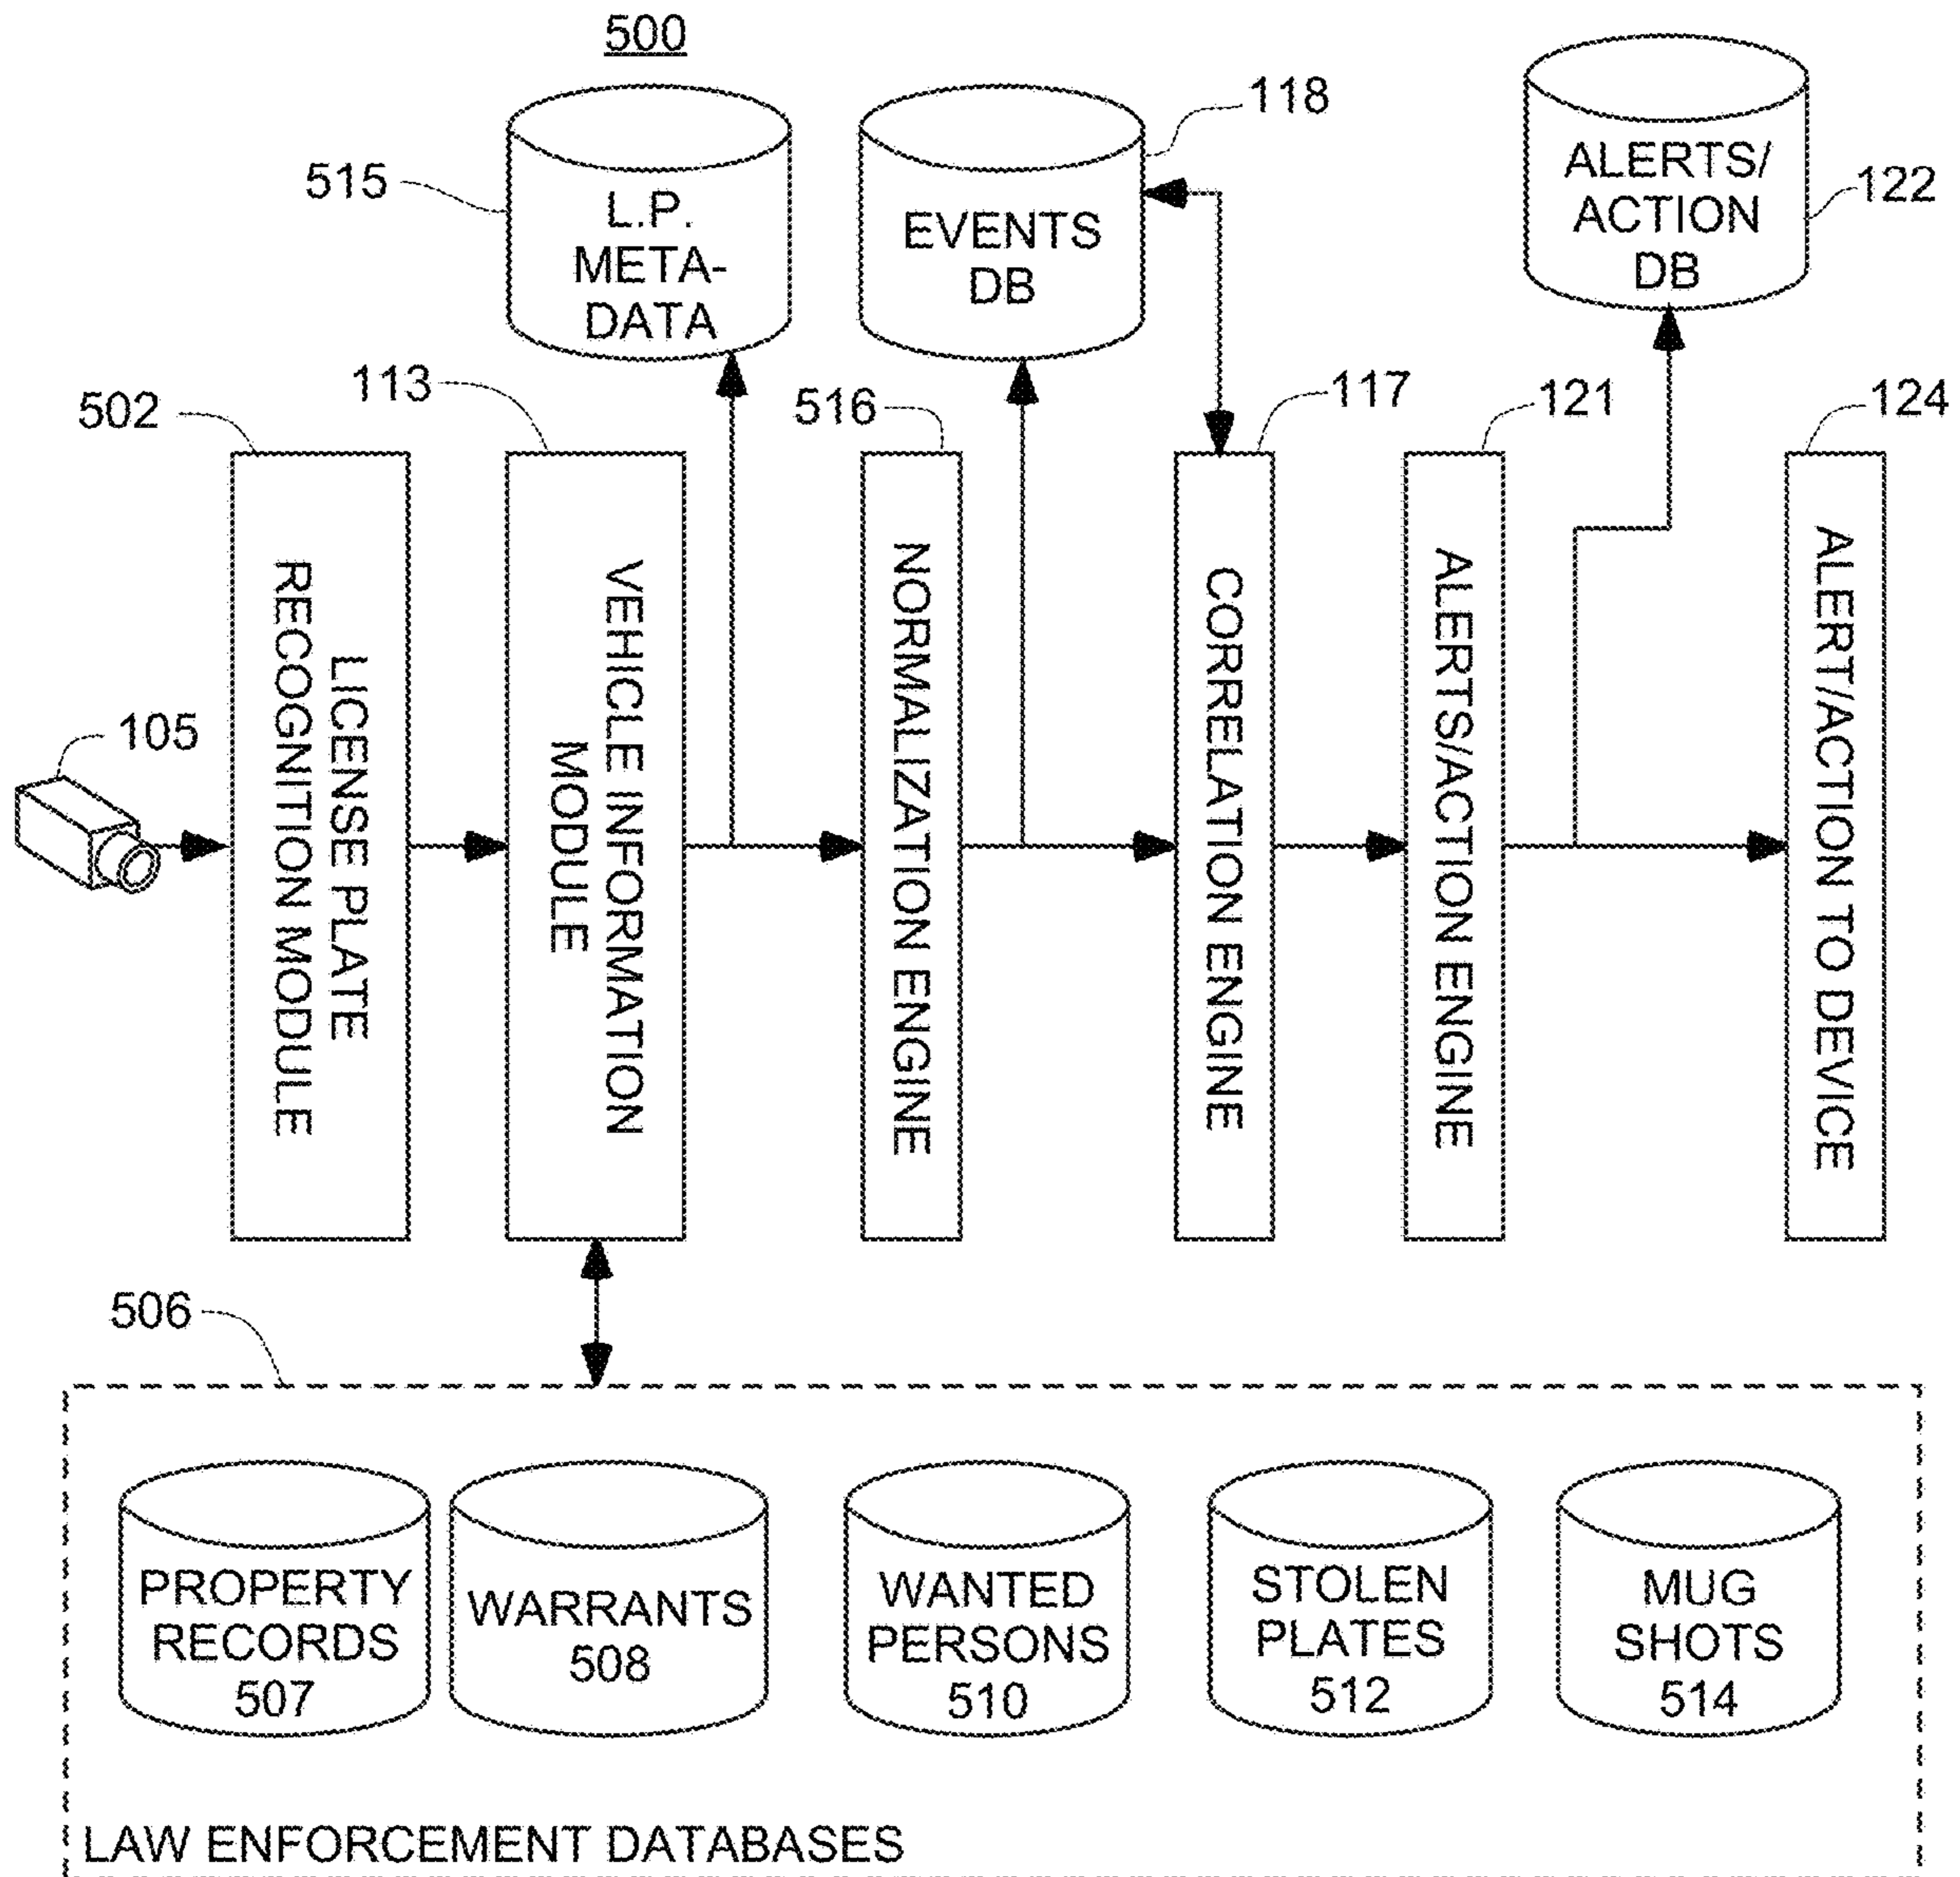 500
118
ALERTS/
ACTION
DB
122
515
L.P.
META-
DATA
EVENTS
DB
113
516
117
121
124
502
LICENSE PLATE
RECOGNITION MODULE
VEHICLE INFORMATION
MODULE
NORMALIZATION ENGINE
CORRELATION ENGINE
ALERTS/ACTION ENGINE
ALERT/ACTION TO DEVICE
105
506
PROPERTY
RECORDS
507
WARRANTS
508
WANTED
PERSONS
510
STOLEN
PLATES
512
MUG
SHOTS
514
LAW ENFORCEMENT DATABASES